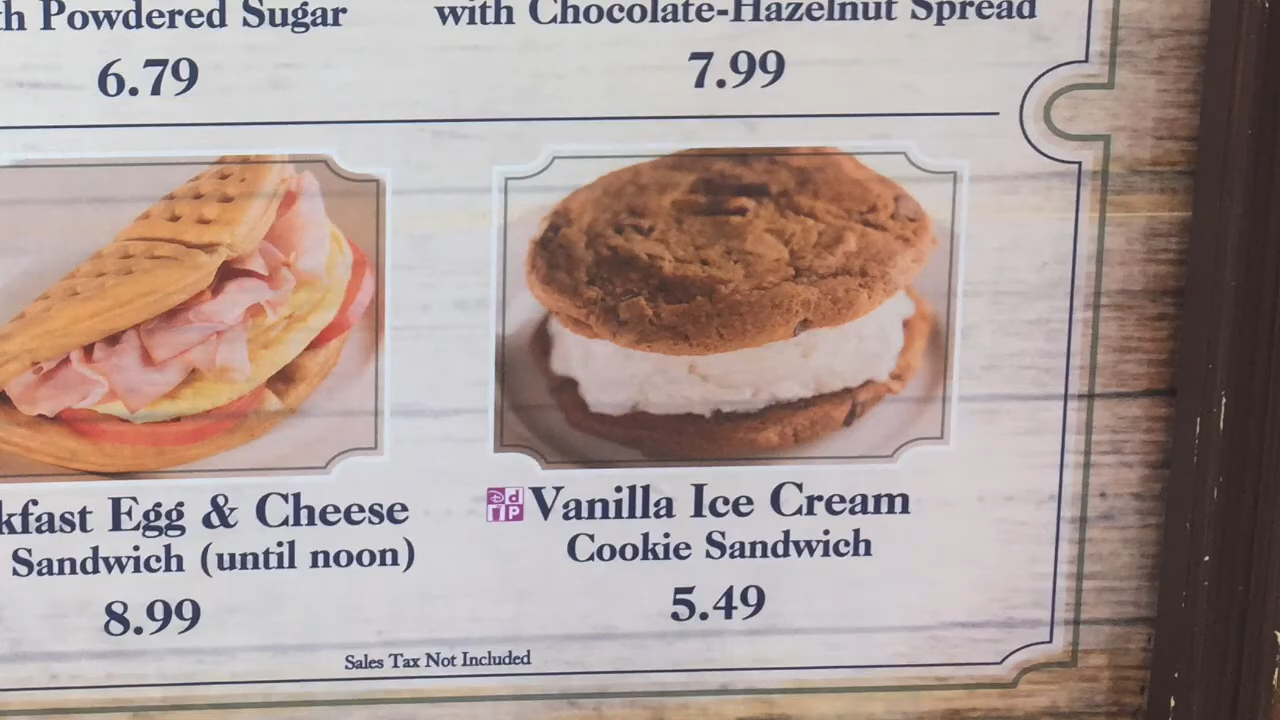 h Powdered Sugar
6.79
with Chocolate-Hazelnut Spread
7.99
kfast Egg & Cheese
Sandwich (until noon)
8.99
Vanilla Ice Cream
Cookie Sandwich
5.49
Sales Tax Not Included